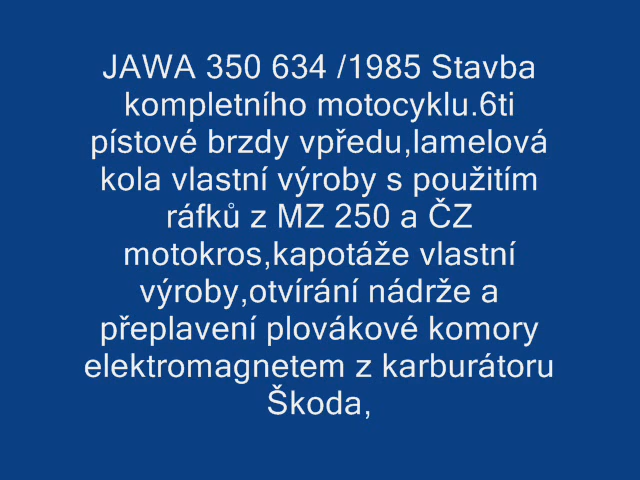 JAWA 350 634 /1985 Stavba
kompletního motocyklu.6ti
pístové brzdy vpředu,lamelová
kola vlastní výroby s použitím
ráfků z MZ 250 a ČZ
motokros,kapotáže vlastní
výroby,otvírání nádrže a
přeplavení plovákové komory
elektromagnetem z karburátoru
Škoda,